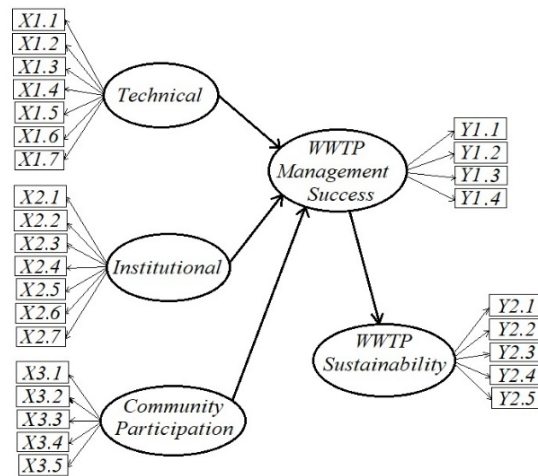 X1.1
X1.2
X1.3
X1.4
X1.5
X1.6
X1.7
Technical
X2.1
X2.2
X2.3
X2.4
X2.5
X2.6
X2.7
Institutional
X3.1
X3.2
X3.3
X3.4
X3.5
Community
Participation
WWTP
Management
Success
Y1.1
Y1.2
Y1.3
Y1.4
WWTP
Sustainability
Y2.1
Y2.2
Y2.3
Y2.4
Y2.5